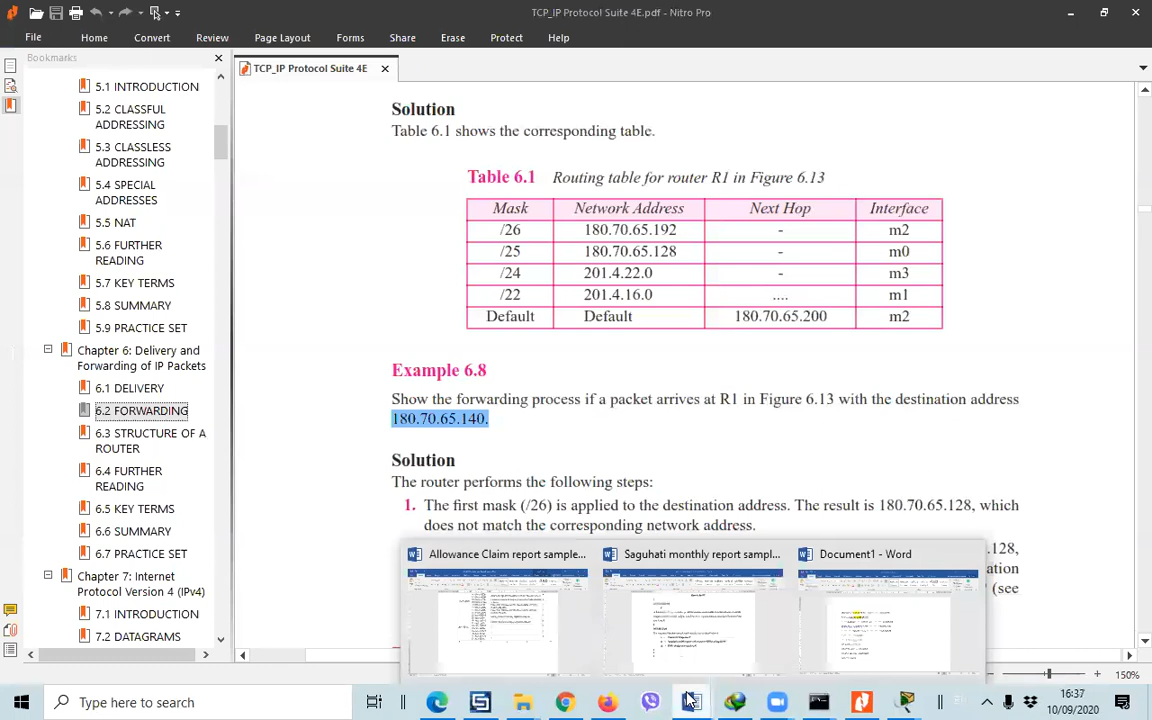 TCP_IP Protocol Suite 4E.pdf - Nitro Pro
File Home Convert Review Page Layout Forms Share Erase Protect Help
Bookmarks
TCP_IP Protocol Suite 4E
5.1 INTRODUCTION
5.2 CLASSFUL
ADDRESSING
5.3 CLASSLESS
ADDRESSING
5.4 SPECIAL
ADDRESSES
5.5 NAT
5.6 FURTHER
READING
5.7 KEY TERMS
5.8 SUMMARY
5.9 PRACTICE SET
Chapter 6: Delivery and
Forwarding of IP Packets
6.1 DELIVERY
6.2 FORWARDING
6.3 STRUCTURE OF A
ROUTER
6.4 FURTHER
READING
6.5 KEY TERMS
6.6 SUMMARY
6.7 PRACTICE SET
Chapter 7: Internet
Protocol Version 4 (IPv4)
7.1 INTRODUCTION
7.2 DATAGRAMS
Solution
Table 6.1 shows the corresponding table.
Table 6.1 Routing table for router R1 in Figure 6.13
Mask Network Address Next Hop Interface
/26 180.70.65.192 - m2
/25 180.70.65.128 - m0
/24 201.4.22.0 - m3
/22 201.4.16.0 .... m1
Default Default 180.70.65.200 m2
Example 6.8
Show the forwarding process if a packet arrives at R1 in Figure 6.13 with the destination address
180.70.65.140.
Solution
The router performs the following steps:
1. The first mask (/26) is applied to the destination address. The result is 180.70.65.128, which
does not match the corresponding network address.
.128,
ation
(see
Allowance Claim report sample...
Saguhati monthly report sampl...
Document1 - Word
150%
Type here to search
16:37
10/09/2020